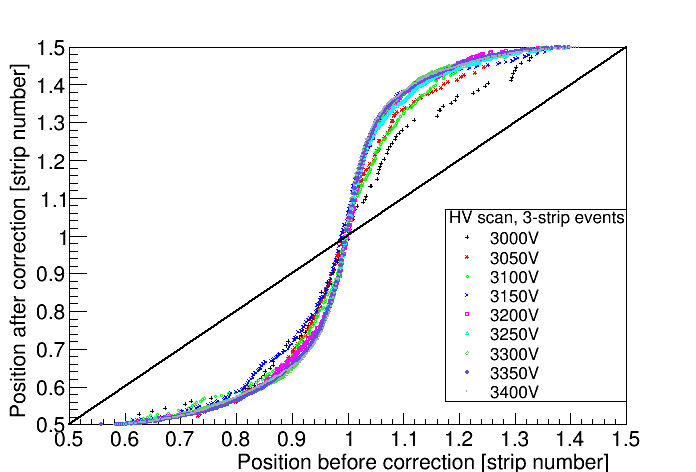 1.5
1.4
1.3
1.2
1.1
1
0.9
0.8
0.7
0.6
0.5
Position after correction [strip number]
HV scan, 3-strip events
3000V
3050V
3100V
3150V
3200V
3250V
3300V
3350V
3400V
0.5 0.6 0.7 0.8 0.9 1 1.1 1.2 1.3 1.4 1.5
Position before correction [strip number]